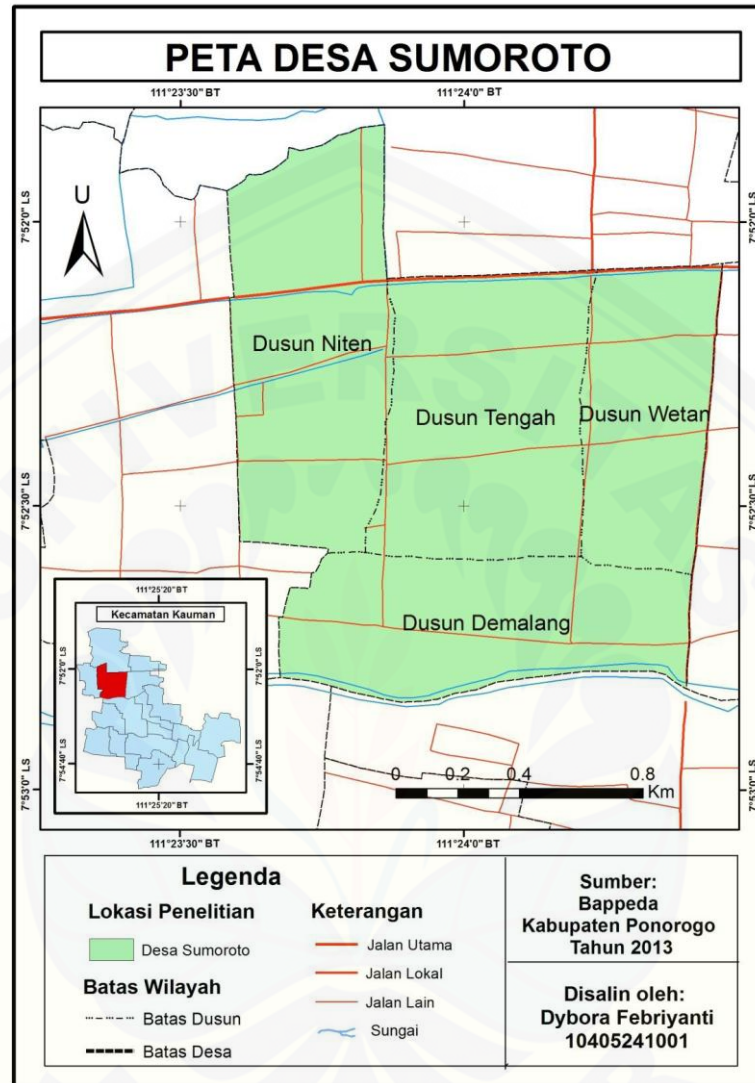 PETA DESA SUMOROTO
111°23'30" BT
111°24'0" BT
U
7°52'0" LS
7°52'0" LS
Dusun Niten
Dusun Tengah
Dusun Wetan
7°52'30" LS
7°52'30" LS
Dusun Demalang
111°25'20" BT
Kecamatan Kauman
7°52'0" LS
7°52'0" LS
7°54'40" LS
7°54'40" LS
111°25'20" BT
0 0.2 0.4 0.8
Km
7°53'0" LS
7°53'0" LS
111°23'30" BT
111°24'0" BT
Legenda
Lokasi Penelitian
Desa Sumoroto
Batas Wilayah
Batas Dusun
Batas Desa
Keterangan
Jalan Utama
Jalan Lokal
Jalan Lain
Sungai
Sumber:
Bappeda
Kabupaten Ponorogo
Tahun 2013
Disalin oleh:
Dybora Febriyanti
10405241001
UNIVERSITAS